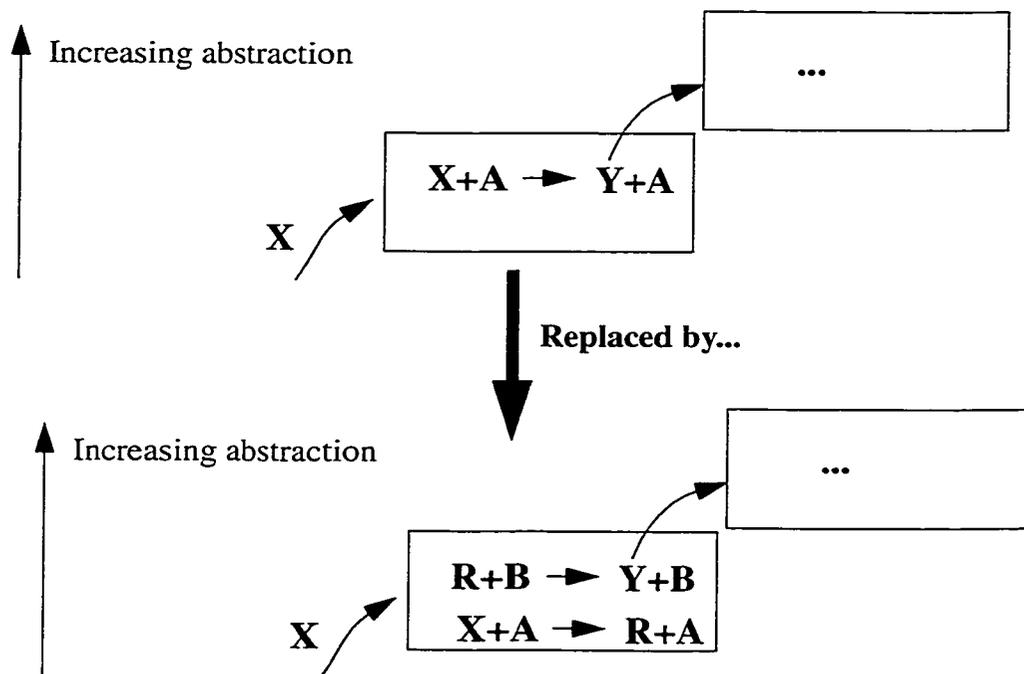 Increasing abstraction
...
X+A → Y+A
X
Replaced by...
Increasing abstraction
...
R+B → Y+B
X+A → R+A
X